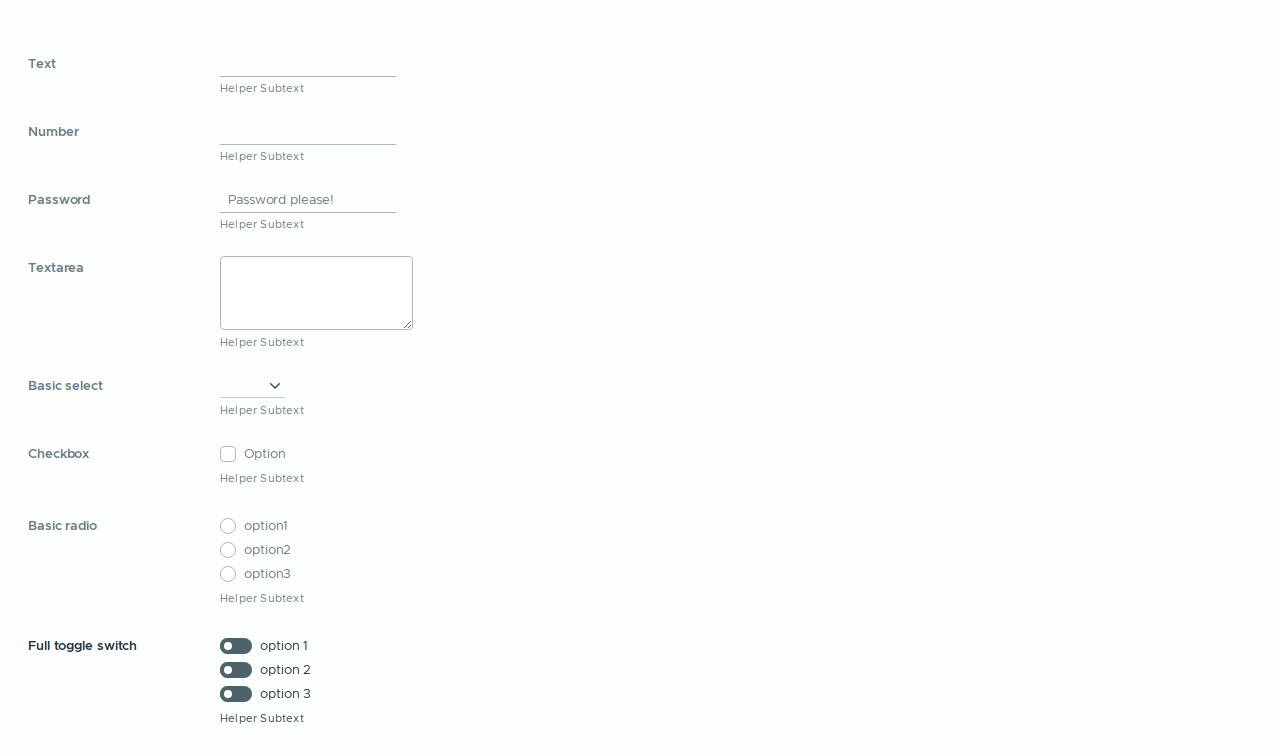 Text
Helper Subtext
Number
Helper Subtext
Password
Password please!
Helper Subtext
Textarea
Helper Subtext
Basic select
Helper Subtext
Checkbox
Option
Helper Subtext
Basic radio
option1
option2
option3
Helper Subtext
Full toggle switch
option 1
option 2
option 3
Helper Subtext